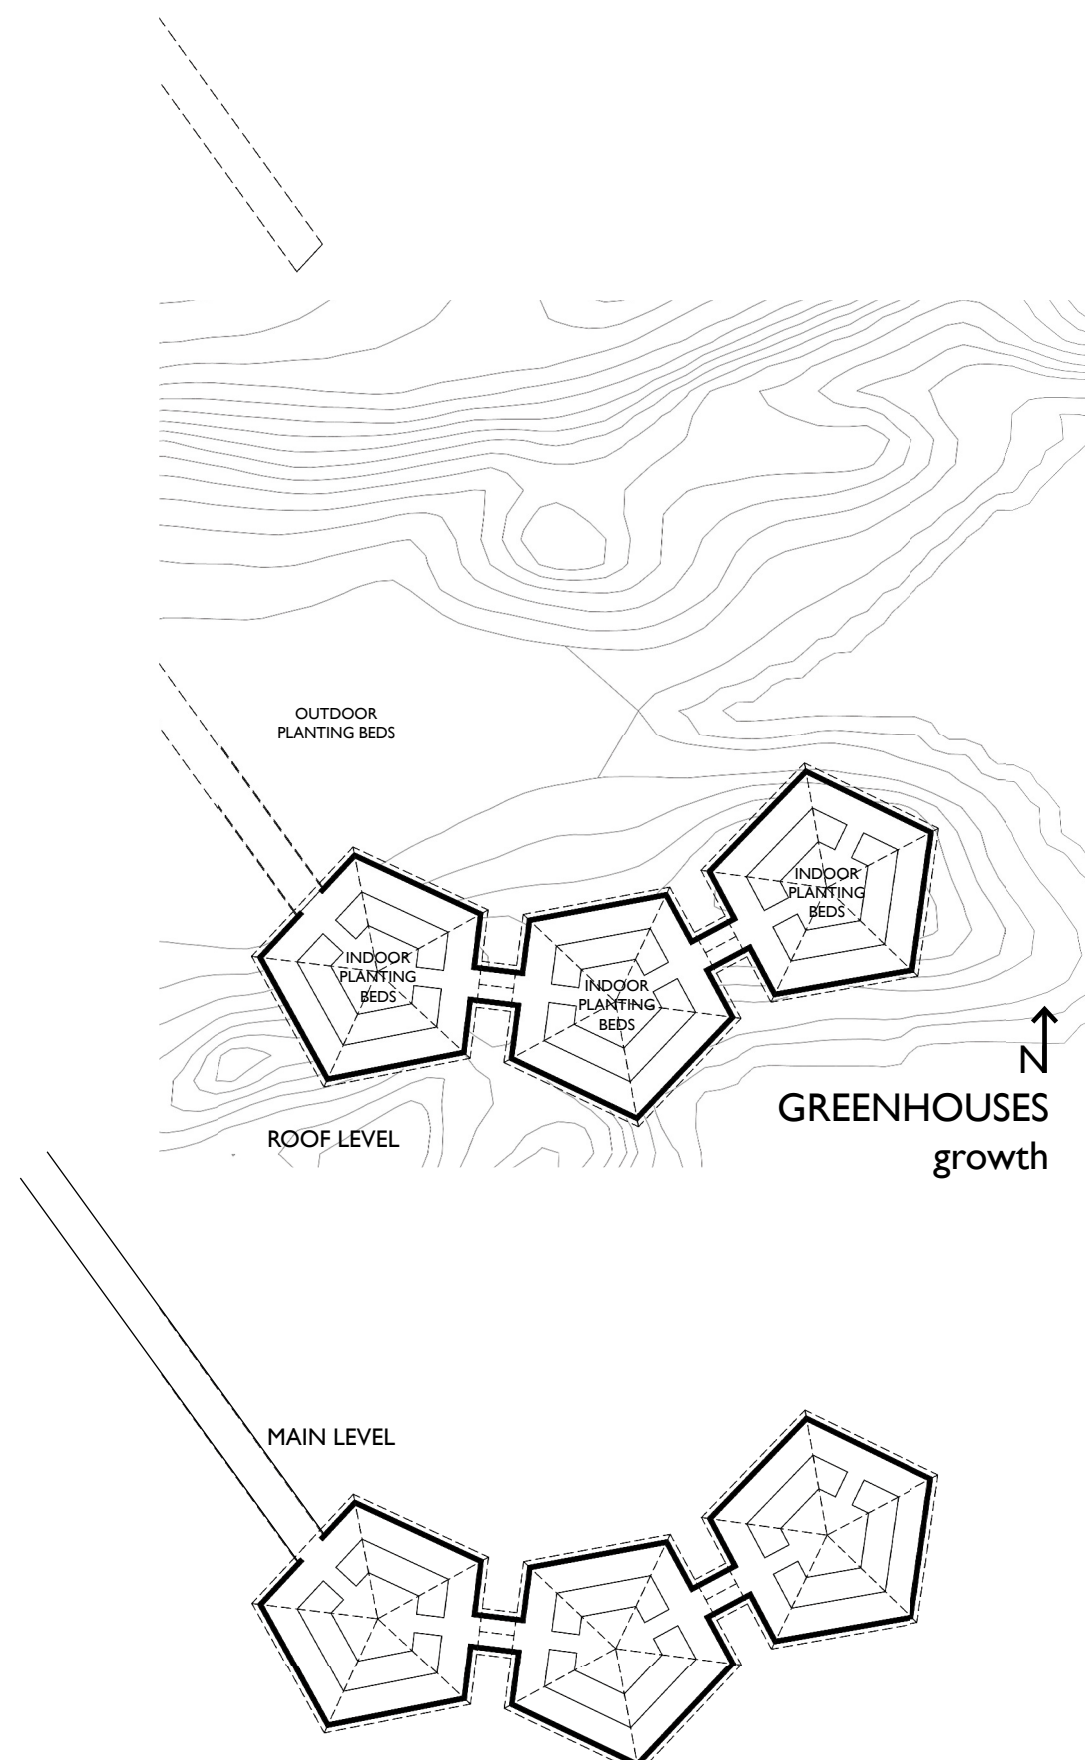 OUTDOOR
PLANTING BEDS
INDOOR
PLANTING
BEDS
INDOOR
PLANTING
BEDS
INDOOR
PLANTING
BEDS
N
GREENHOUSES
growth
ROOF LEVEL
MAIN LEVEL